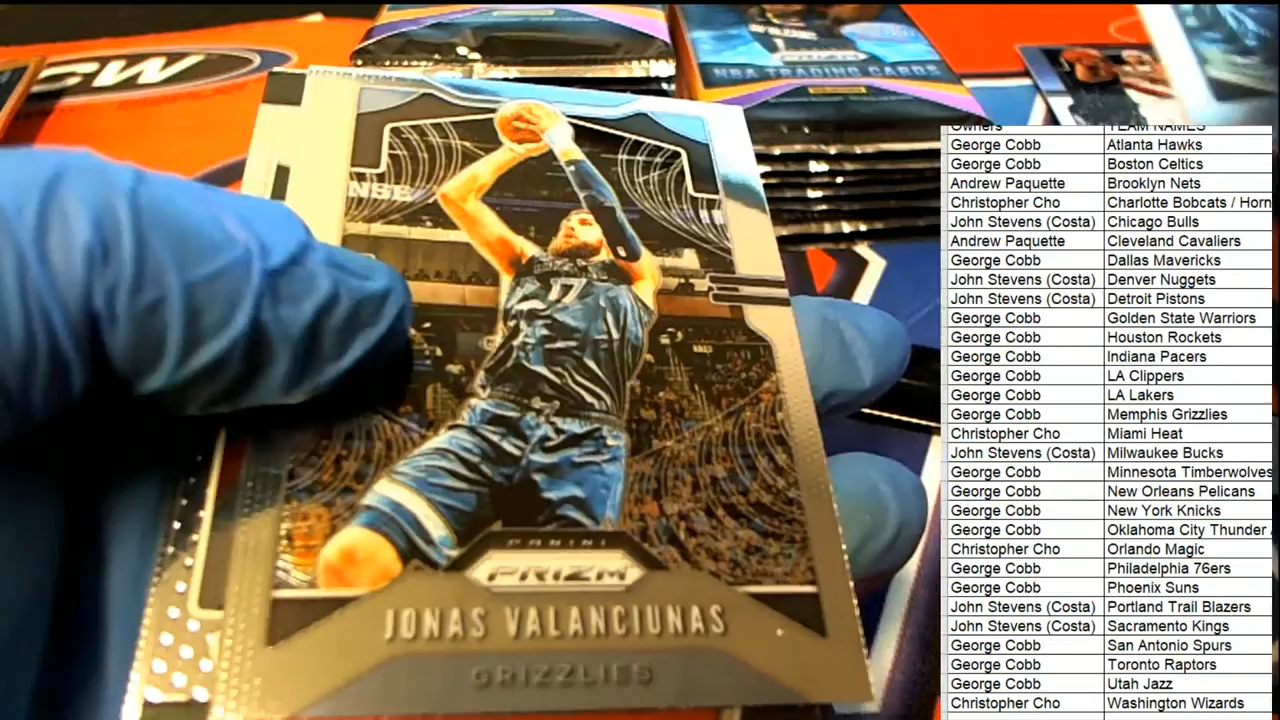 CW
PRIZM
NBA TRADING CARDS
NSE
17
PANINI
PRIZM
JONAS VALANCIUNAS
GRIZZLIES
Owners TEAM NAMES
George Cobb Atlanta Hawks
George Cobb Boston Celtics
Andrew Paquette Brooklyn Nets
Christopher Cho Charlotte Bobcats / Horn
John Stevens (Costa) Chicago Bulls
Andrew Paquette Cleveland Cavaliers
George Cobb Dallas Mavericks
John Stevens (Costa) Denver Nuggets
John Stevens (Costa) Detroit Pistons
George Cobb Golden State Warriors
George Cobb Houston Rockets
George Cobb Indiana Pacers
George Cobb LA Clippers
George Cobb LA Lakers
George Cobb Memphis Grizzlies
Christopher Cho Miami Heat
John Stevens (Costa) Milwaukee Bucks
George Cobb Minnesota Timberwolves
George Cobb New Orleans Pelicans
George Cobb New York Knicks
George Cobb Oklahoma City Thunder
Christopher Cho Orlando Magic
George Cobb Philadelphia 76ers
George Cobb Phoenix Suns
John Stevens (Costa) Portland Trail Blazers
John Stevens (Costa) Sacramento Kings
George Cobb San Antonio Spurs
George Cobb Toronto Raptors
George Cobb Utah Jazz
Christopher Cho Washington Wizards